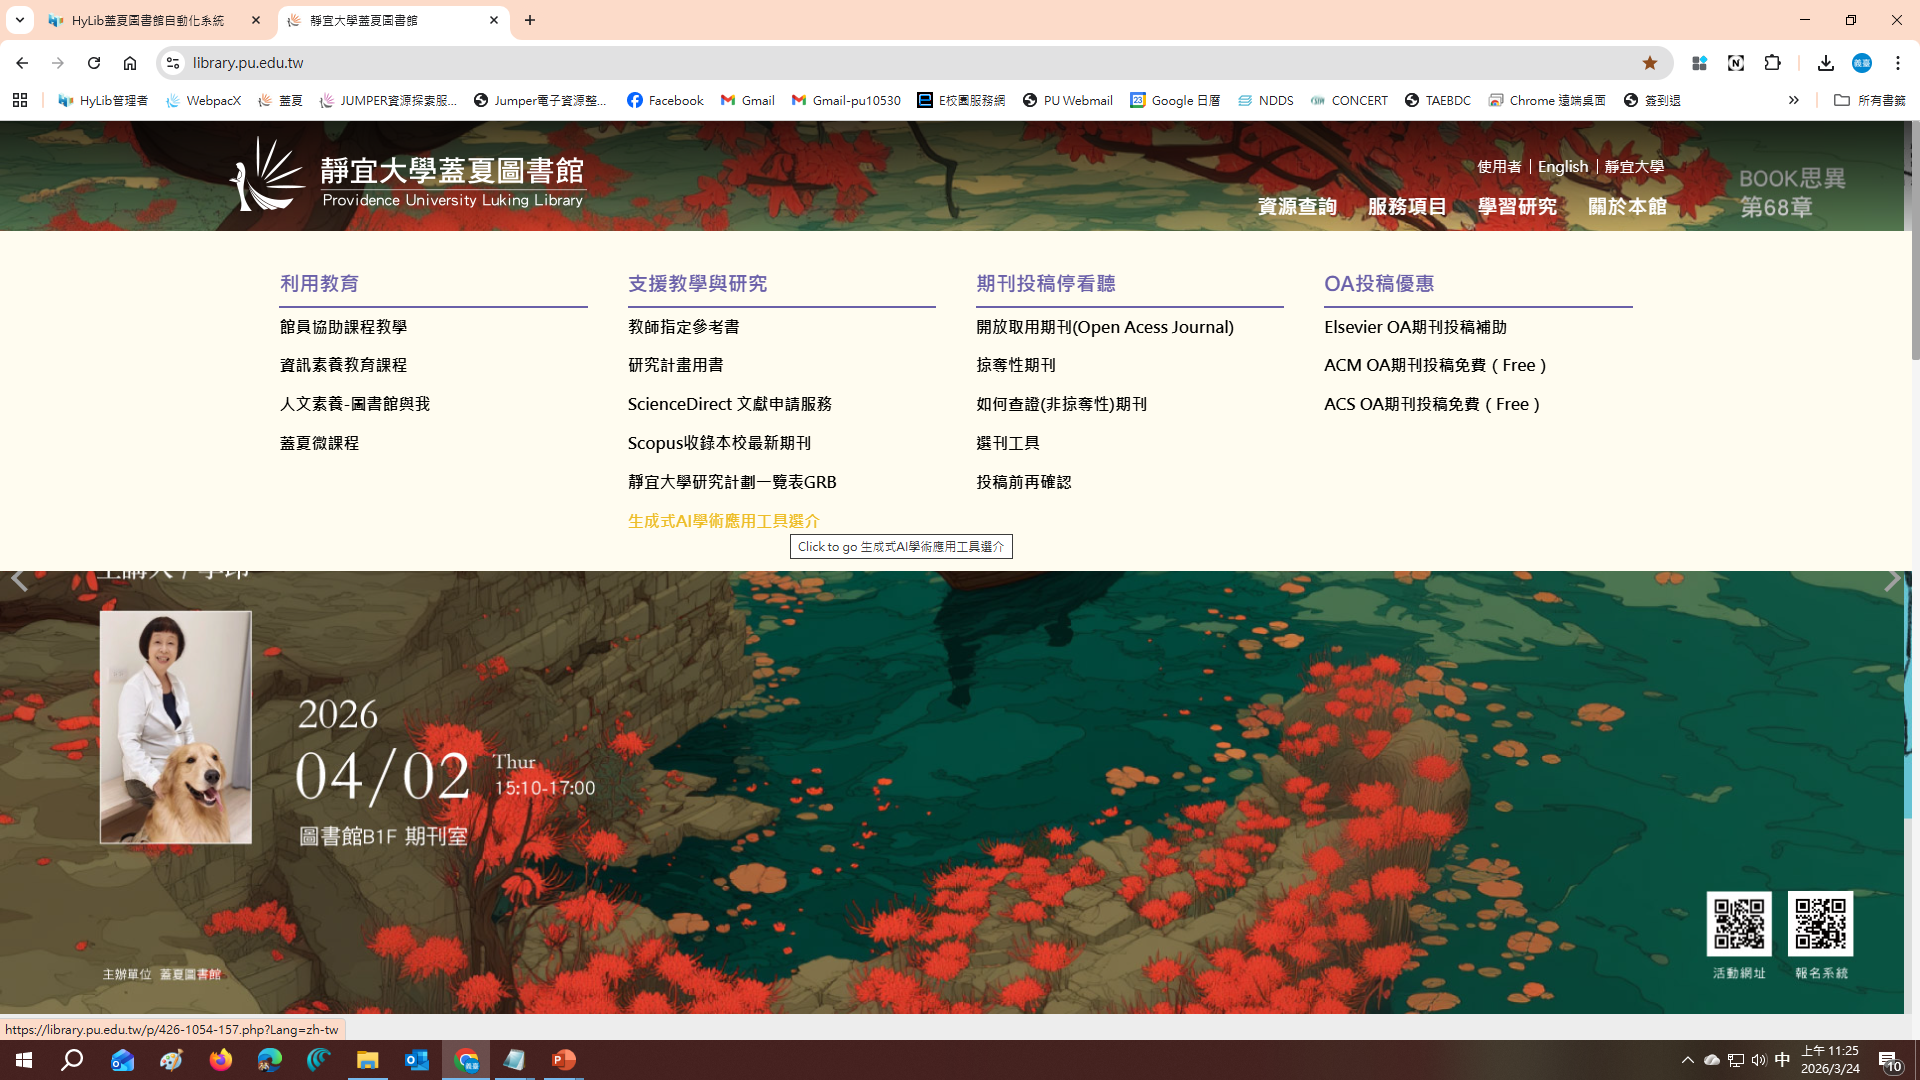 HyLib蓋夏圖書館自動化系統
靜宜大學蓋夏圖書館
library.pu.edu.tw
義臺
HyLib管理者
WebpacX
蓋夏
JUMPER資源探索服...
Jumper電子資源整...
Facebook
Gmail
Gmail-pu10530
E校園服務網
PU Webmail
Google 日曆
NDDS
CONCERT
TAEBDC
Chrome 遠端桌面
簽到退
所有書籤
靜宜大學蓋夏圖書館
Providence University Luking Library
使用者
English
靜宜大學
資源查詢
服務項目
學習研究
關於本館
BOOK思異
第68章
利用教育
館員協助課程教學
資訊素養教育課程
人文素養-圖書館與我
蓋夏微課程
支援教學與研究
教師指定參考書
研究計畫用書
ScienceDirect 文獻申請服務
Scopus收錄本校最新期刊
靜宜大學研究計劃一覽表GRB
生成式AI學術應用工具選介
Click to go 生成式AI學術應用工具選介
期刊投稿停看聽
開放取用期刊(Open Acess Journal)
掠奪性期刊
如何查證(非掠奪性)期刊
選刊工具
投稿前再確認
OA投稿優惠
Elsevier OA期刊投稿補助
ACM OA期刊投稿免費 ( Free )
ACS OA期刊投稿免費 ( Free )
2026
04/02
Thur
15:10-17:00
圖書館B1F 期刊室
主辦單位 蓋夏圖書館
活動網址
報名系統
https://library.pu.edu.tw/p/426-1054-157.php?Lang=zh-tw
中
上午 11:25
2026/3/24
10